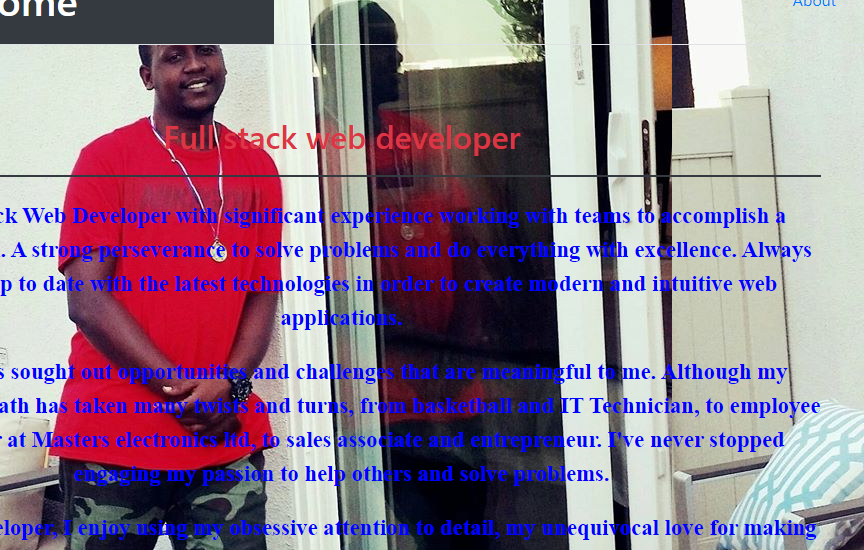 ome
About
Full stack web developer
ck Web Developer with significant experience working with teams to accomplish a
. A strong perseverance to solve problems and do everything with excellence. Always
p to date with the latest technologies in order to create modern and intuitive web
applications.
s sought out opportunities and challenges that are meaningful to me. Although my
ath has taken many twists and turns, from basketball and IT Technician, to employee
r at Masters electronics ltd, to sales associate and entrepreneur. I've never stopped
engaging my passion to help others and solve problems.
eloper, I enjoy using my obsessive attention to detail, my unequivocal love for making